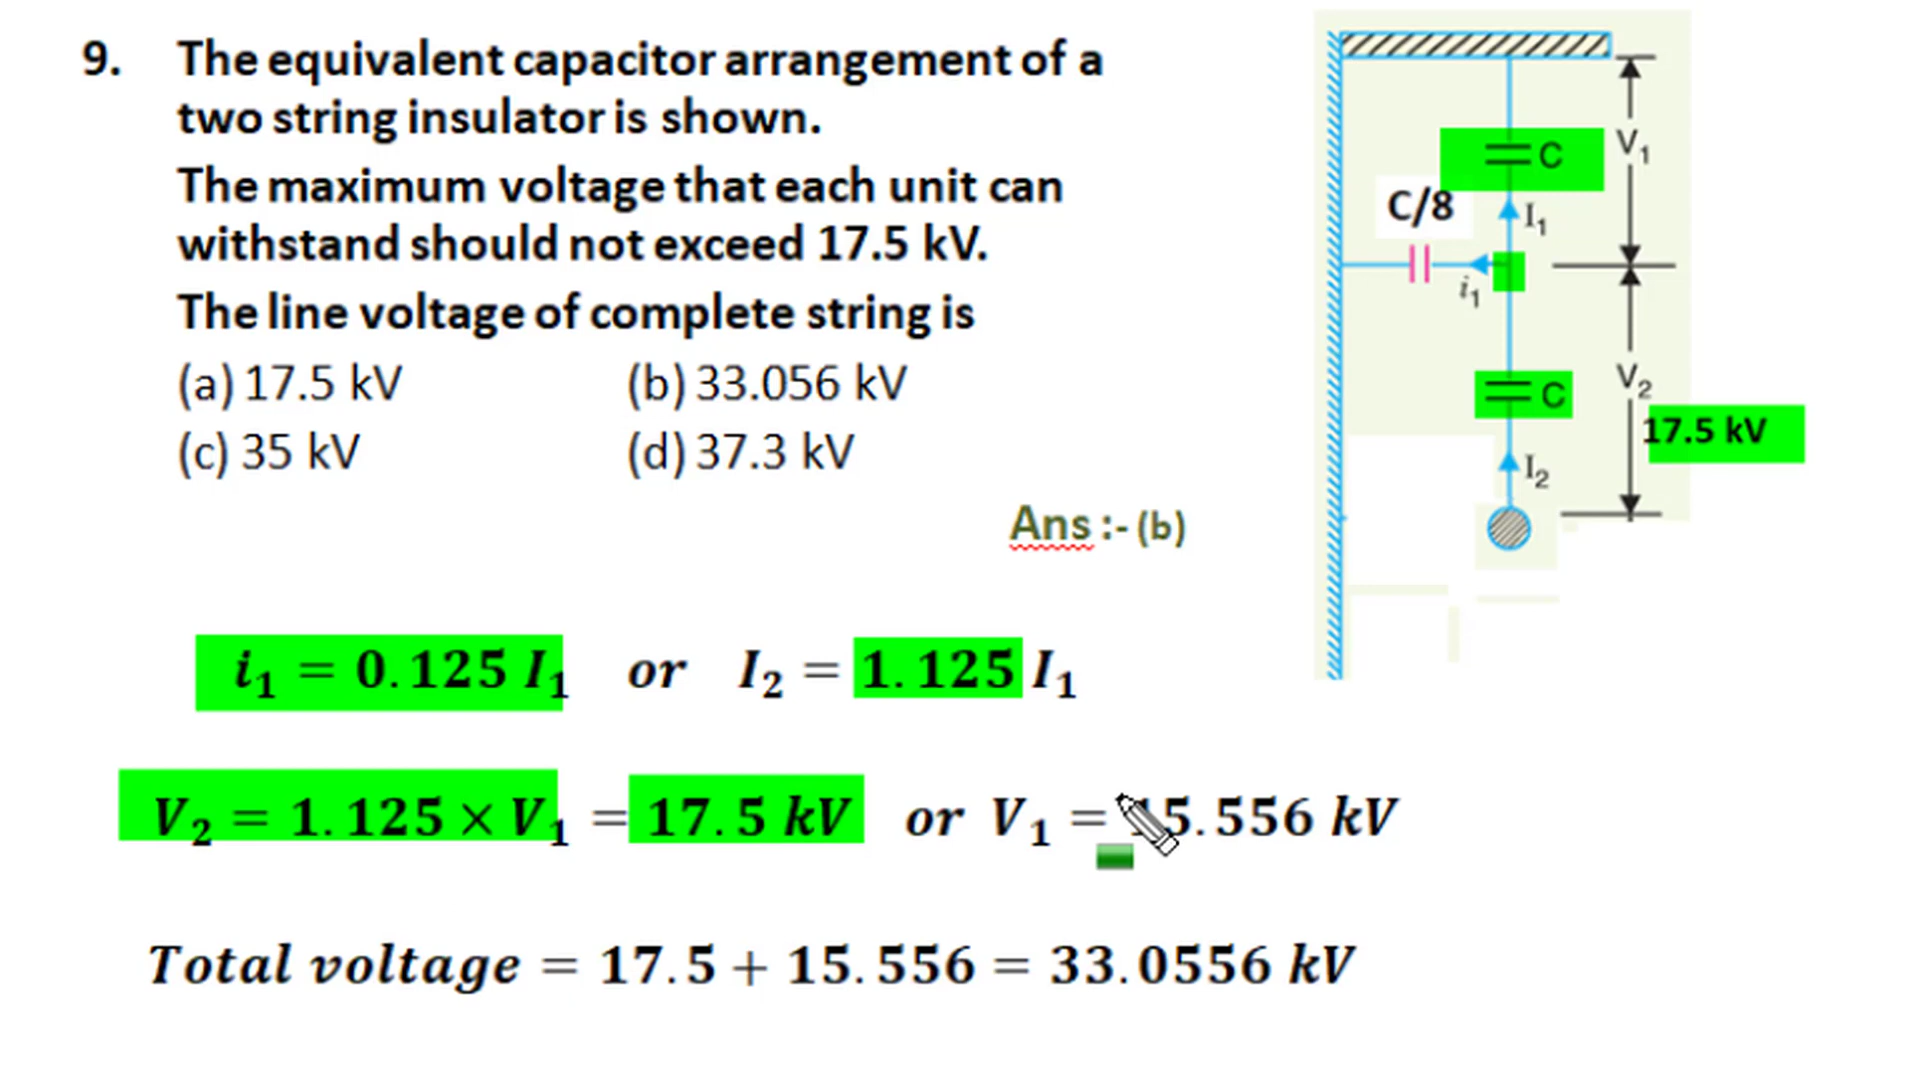 9. The equivalent capacitor arrangement of a
two string insulator is shown.
The maximum voltage that each unit can
withstand should not exceed 17.5 kV.
The line voltage of complete string is
(a) 17.5 kV (b) 33.056 kV
(c) 35 kV (d) 37.3 kV
Ans :- (b)
C
V₁
C/8
I₁
i₁
C
V₂
17.5 kV
I₂
i₁ = 0.125 I₁ or I₂ = 1.125 I₁
V₂ = 1.125 × V₁ = 17.5 kV or V₁ = 15.556 kV
Total voltage = 17.5 + 15.556 = 33.0556 kV